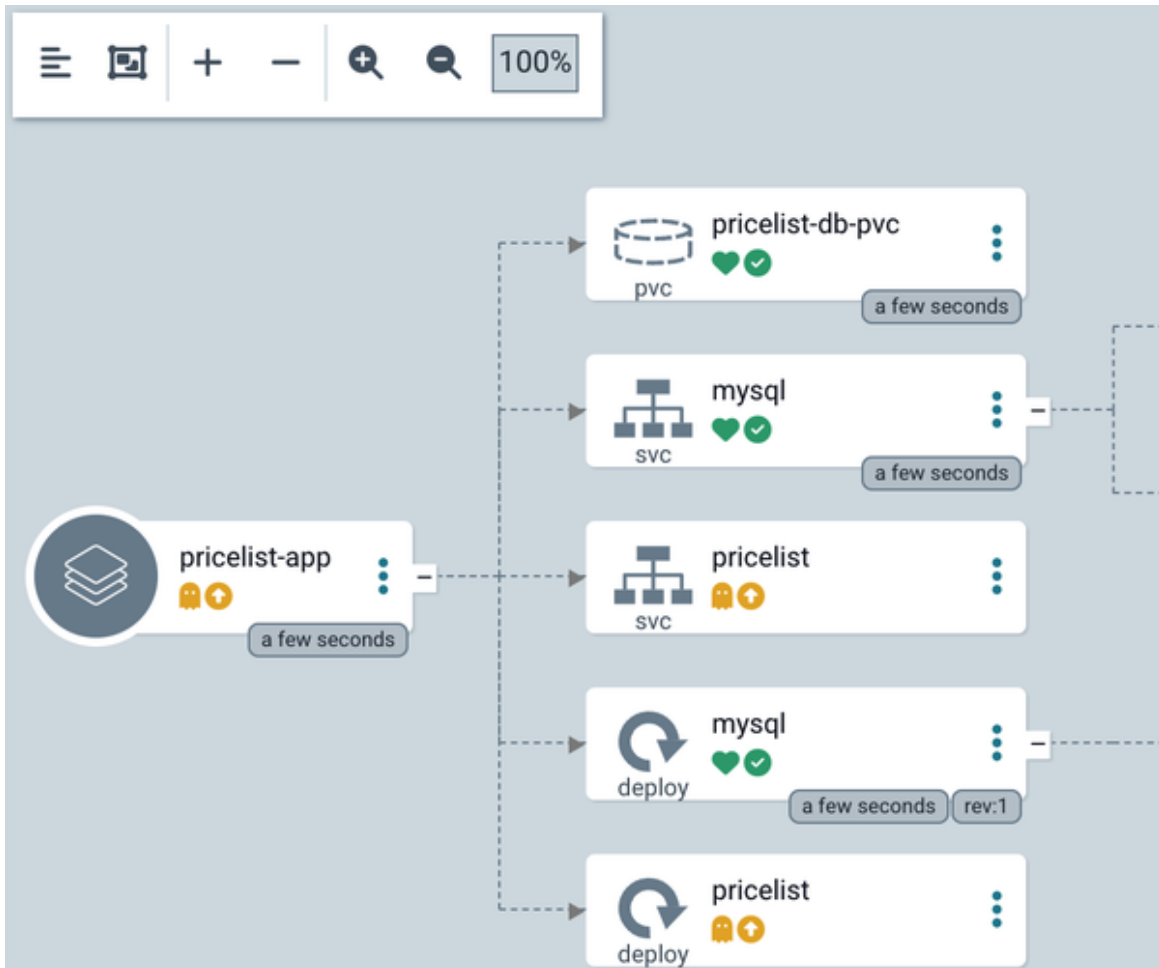 100%
pricelist-db-pvc
pvc
a few seconds
mysql
svc
a few seconds
pricelist-app
a few seconds
pricelist
svc
mysql
deploy
a few seconds
rev:1
pricelist
deploy